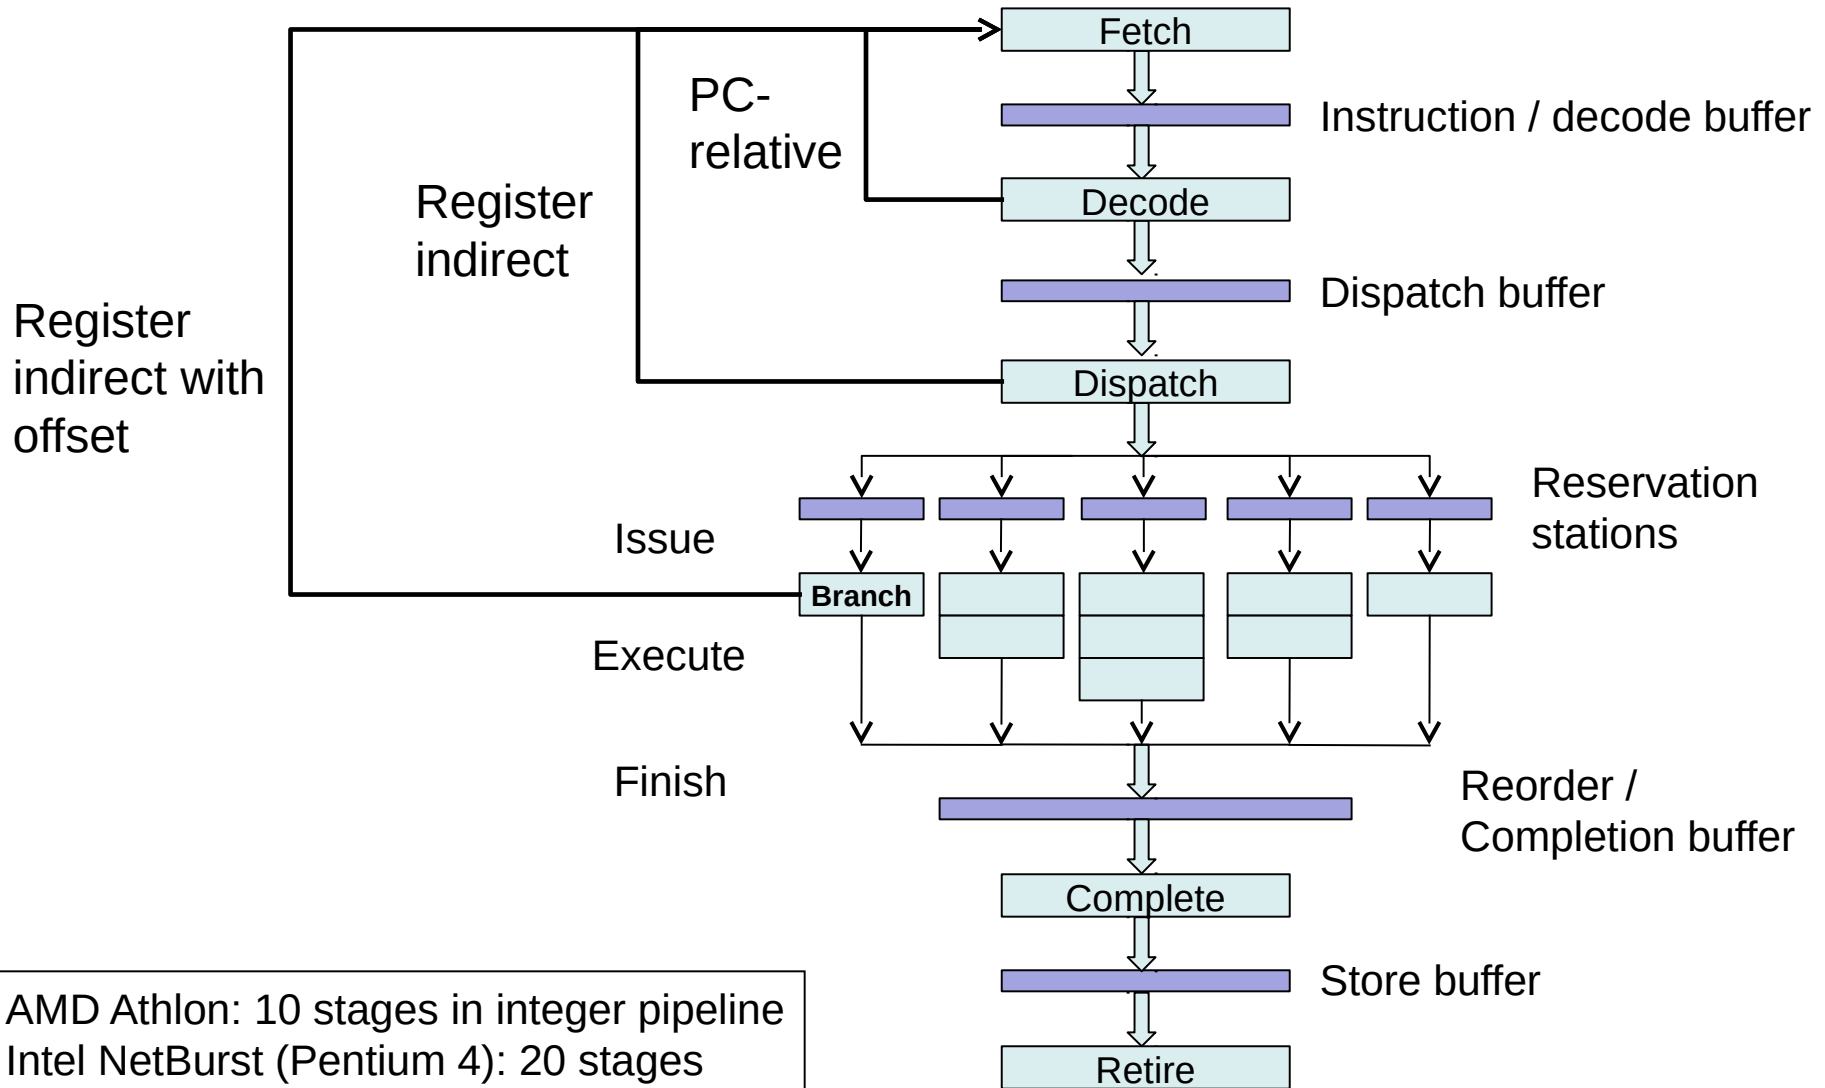 Fetch
PC-
relative
Instruction / decode buffer
Register
indirect
Decode
Register
indirect with
offset
Dispatch buffer
Dispatch
Reservation
stations
Issue
Branch
Execute
Finish
Reorder /
Completion buffer
Complete
Store buffer
AMD Athlon: 10 stages in integer pipeline
Intel NetBurst (Pentium 4): 20 stages
Retire